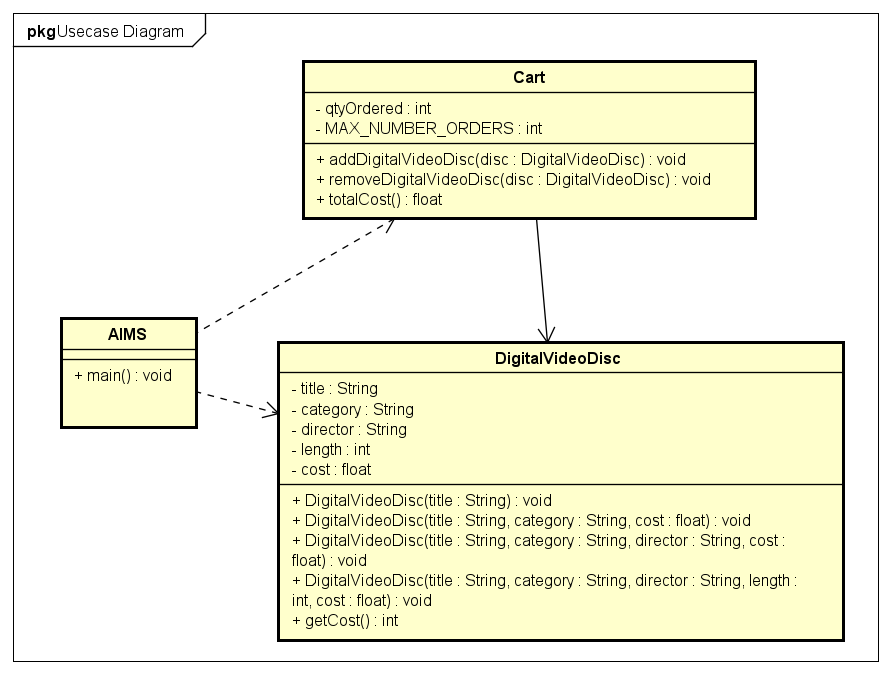 pkg Usecase Diagram
Cart
- qtyOrdered : int
- MAX_NUMBER_ORDERS : int
+ addDigitalVideoDisc(disc : DigitalVideoDisc) : void
+ removeDigitalVideoDisc(disc : DigitalVideoDisc) : void
+ totalCost() : float
AIMS
+ main() : void
DigitalVideoDisc
- title : String
- category : String
- director : String
- length : int
- cost : float
+ DigitalVideoDisc(title : String) : void
+ DigitalVideoDisc(title : String, category : String, cost : float) : void
+ DigitalVideoDisc(title : String, category : String, director : String, cost :
float) : void
+ DigitalVideoDisc(title : String, category : String, director : String, length :
int, cost : float) : void
+ getCost() : int